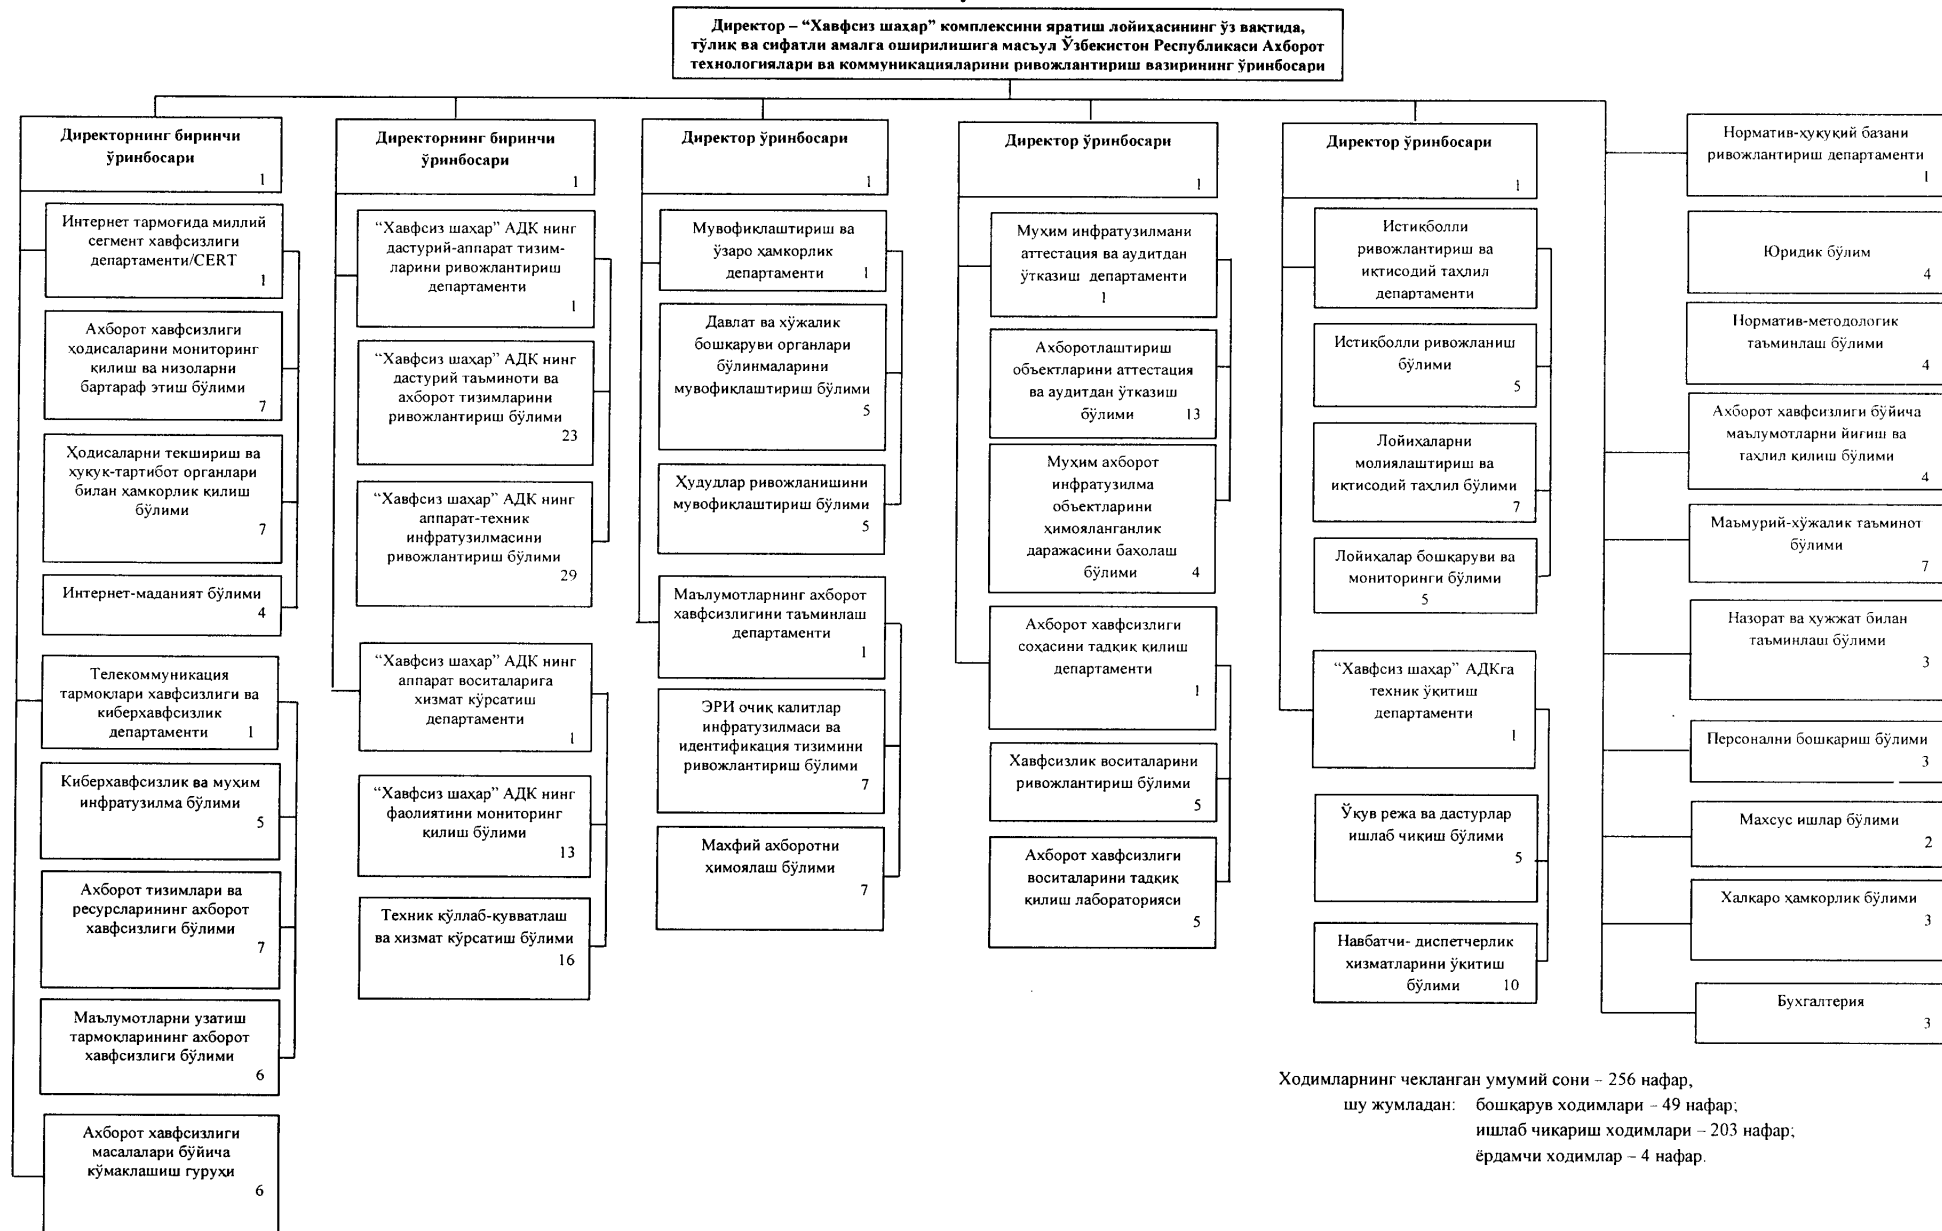 Директор – “Хавфсиз шаҳар” комплексини яратиш лойиҳасининг ўз вақтида,
тўлиқ ва сифатли амалга оширилишига масъул Ўзбекистон Республикаси Ахборот
технологиялари ва коммуникацияларини ривожлантириш вазирининг ўринбосари
Директорнинг биринчи
ўринбосари
1
Интернет тармоғида миллий
сегмент хавфсизлиги
департаменти/CERT
1
Ахборот хавфсизлиги
ҳодисаларини мониторинг
қилиш ва низоларни
бартараф этиш бўлими
7
Ҳодисаларни текшириш ва
ҳуқуқ-тартибот органлари
билан ҳамкорлик қилиш
бўлими
7
Интернет-маданият бўлими
4
Телекоммуникация
тармоқлари хавфсизлиги ва
киберхавфсизлик
департаменти 1
Киберхавфсизлик ва муҳим
инфратузилма бўлими
5
Ахборот тизимлари ва
ресурсларининг ахборот
хавфсизлиги бўлими
7
Маълумотларни узатиш
тармоқларининг ахборот
хавфсизлиги бўлими
6
Ахборот хавфсизлиги
масалалари бўйича
кўмаклашиш гуруҳи
6
Директорнинг биринчи
ўринбосари
1
“Хавфсиз шаҳар” АДК нинг
дастурий-аппарат тизим-
ларини ривожлантириш
департаменти
1
“Хавфсиз шаҳар” АДК нинг
дастурий таъминоти ва
ахборот тизимларини
ривожлантириш бўлими
23
“Хавфсиз шаҳар” АДК нинг
аппарат-техник
инфратузилмасини
ривожлантириш бўлими
29
“Хавфсиз шаҳар” АДК нинг
аппарат воситаларига
хизмат кўрсатиш
департаменти
1
“Хавфсиз шаҳар” АДК нинг
фаолиятини мониторинг
қилиш бўлими
13
Техник қўллаб-қувватлаш
ва хизмат кўрсатиш бўлими
16
Директор ўринбосари
1
Мувофиқлаштириш ва
ўзаро ҳамкорлик
департаменти 1
Давлат ва хўжалик
бошқаруви органлари
бўлинмаларини
мувофиқлаштириш бўлими
5
Ҳудудлар ривожланишини
мувофиқлаштириш бўлими
5
Маълумотларнинг ахборот
хавфсизлигини таъминлаш
департаменти
1
ЭРИ очиқ калитлар
инфратузилмаси ва
идентификация тизимини
ривожлантириш бўлими
7
Махфий ахборотни
ҳимоялаш бўлими
7
Директор ўринбосари
1
Муҳим инфратузилмани
аттестация ва аудитдан
ўтказиш департаменти
1
Ахборотлаштириш
объектларини аттестация
ва аудитдан ўтказиш
бўлими 13
Муҳим ахборот
инфратузилма
объектларини
ҳимояланганлик
даражасини баҳолаш
бўлими 4
Ахборот хавфсизлиги
соҳасини тадқиқ қилиш
департаменти
1
Хавфсизлик воситаларини
ривожлантириш бўлими
5
Ахборот хавфсизлиги
воситаларини тадқиқ
қилиш лабораторияси
5
Директор ўринбосари
1
Истиқболли
ривожлантириш ва
иқтисодий таҳлил
департаменти
Истиқболли ривожланиш
бўлими
5
Лойиҳаларни
молиялаштириш ва
иқтисодий таҳлил бўлими
7
Лойиҳалар бошқаруви ва
мониторинги бўлими
5
“Хавфсиз шаҳар” АДКга
техник ўқитиш
департаменти
1
Ўқув режа ва дастурлар
ишлаб чиқиш бўлими
5
Навбатчи- диспетчерлик
хизматларини ўқитиш
бўлими 10
Норматив-ҳуқуқий базани
ривожлантириш департаменти
1
Юридик бўлим
4
Норматив-методологик
таъминлаш бўлими
4
Ахборот хавфсизлиги бўйича
маълумотларни йиғиш ва
таҳлил қилиш бўлими
4
Маъмурий-хўжалик таъминот
бўлими
7
Назорат ва ҳужжат билан
таъминлаш бўлими
3
Персонални бошқариш бўлими
3
Махсус ишлар бўлими
2
Халқаро ҳамкорлик бўлими
3
Бухгалтерия
3
Ходимларнинг чекланган умумий сони – 256 нафар,
шу жумладан: бошқарув ходимлари – 49 нафар;
ишлаб чиқариш ходимлари – 203 нафар;
ёрдамчи ходимлар – 4 нафар.